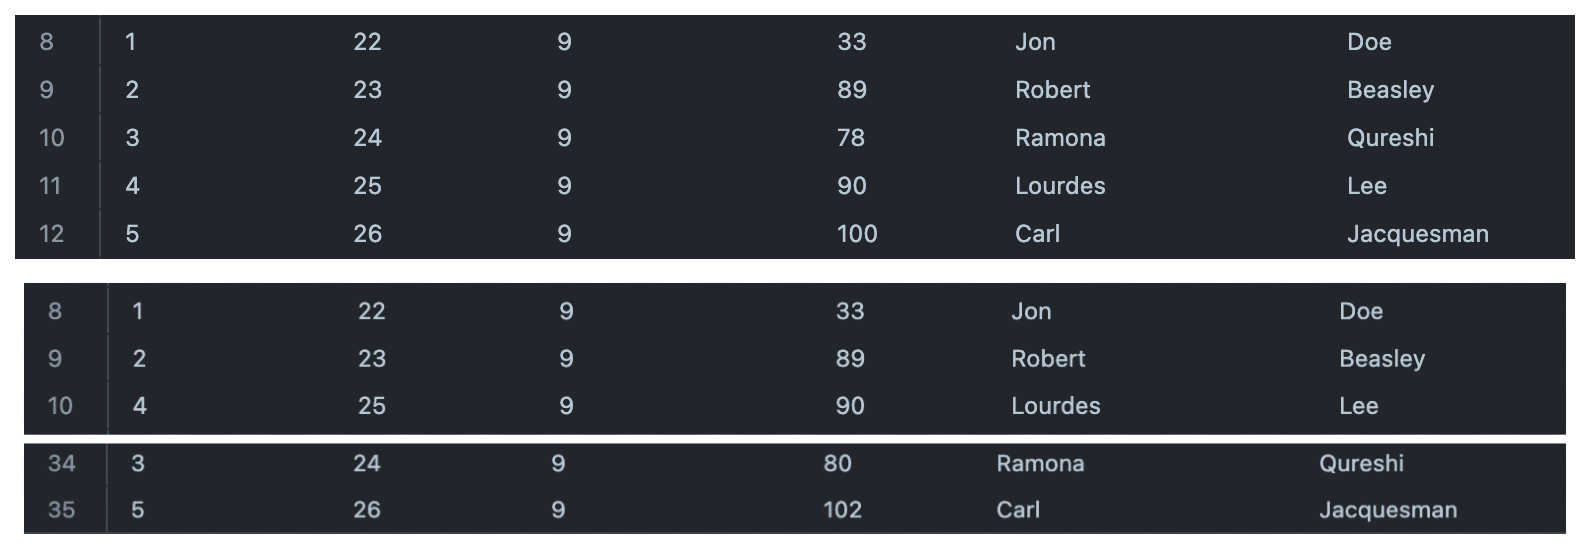 8 1 22 9 33 Jon Doe
9 2 23 9 89 Robert Beasley
10 3 24 9 78 Ramona Qureshi
11 4 25 9 90 Lourdes Lee
12 5 26 9 100 Carl Jacquesman
8 1 22 9 33 Jon Doe
9 2 23 9 89 Robert Beasley
10 4 25 9 90 Lourdes Lee
34 3 24 9 80 Ramona Qureshi
35 5 26 9 102 Carl Jacquesman